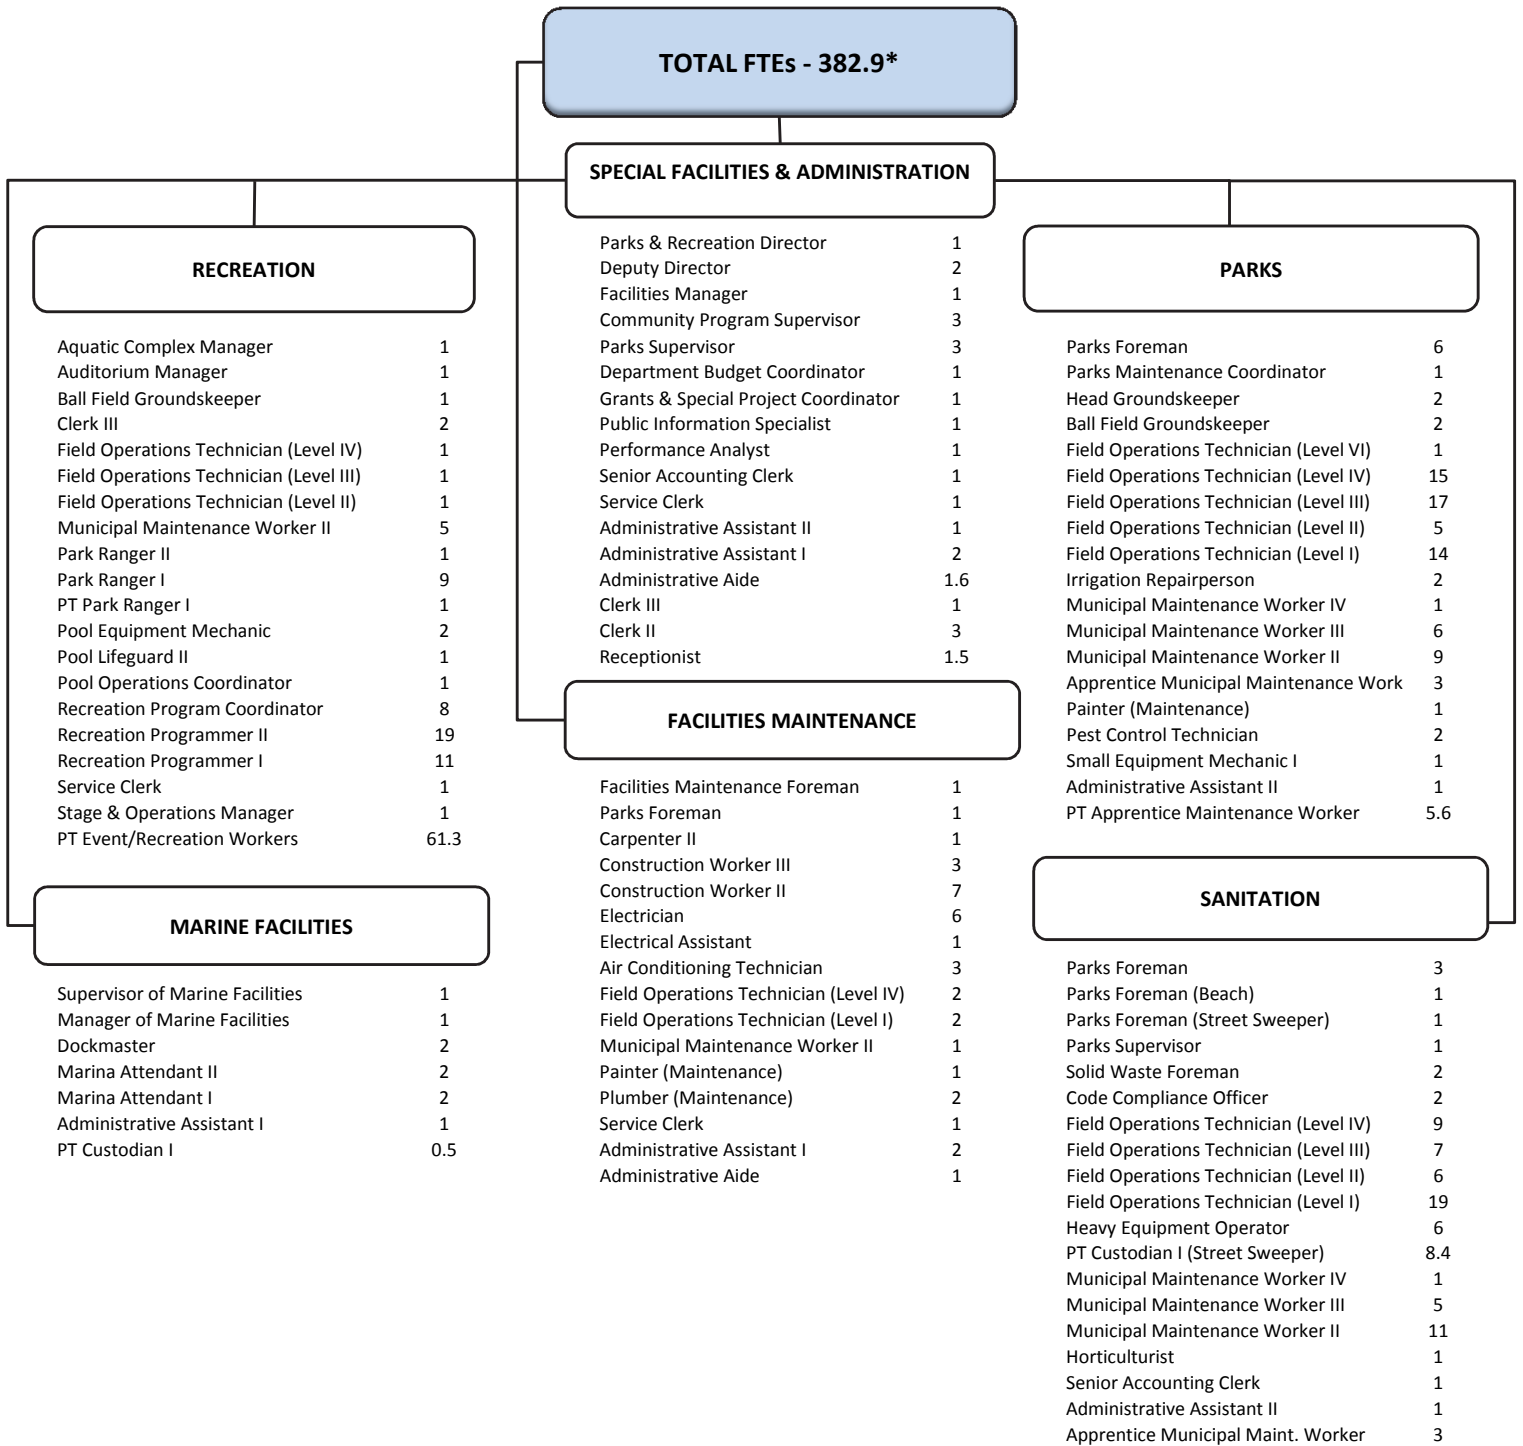 TOTAL FTEs - 382.9*
SPECIAL FACILITIES & ADMINISTRATION
Parks & Recreation Director 1
Deputy Director 2
Facilities Manager 1
Community Program Supervisor 3
Parks Supervisor 3
Department Budget Coordinator 1
Grants & Special Project Coordinator 1
Public Information Specialist 1
Performance Analyst 1
Senior Accounting Clerk 1
Service Clerk 1
Administrative Assistant II 1
Administrative Assistant I 2
Administrative Aide 1.6
Clerk III 1
Clerk II 3
Receptionist 1.5
RECREATION
Aquatic Complex Manager 1
Auditorium Manager 1
Ball Field Groundskeeper 1
Clerk III 2
Field Operations Technician (Level IV) 1
Field Operations Technician (Level III) 1
Field Operations Technician (Level II) 1
Municipal Maintenance Worker II 5
Park Ranger II 1
Park Ranger I 9
PT Park Ranger I 1
Pool Equipment Mechanic 2
Pool Lifeguard II 1
Pool Operations Coordinator 1
Recreation Program Coordinator 8
Recreation Programmer II 19
Recreation Programmer I 11
Service Clerk 1
Stage & Operations Manager 1
PT Event/Recreation Workers 61.3
MARINE FACILITIES
Supervisor of Marine Facilities 1
Manager of Marine Facilities 1
Dockmaster 2
Marina Attendant II 2
Marina Attendant I 2
Administrative Assistant I 1
PT Custodian I 0.5
FACILITIES MAINTENANCE
Facilities Maintenance Foreman 1
Parks Foreman 1
Carpenter II 1
Construction Worker III 3
Construction Worker II 7
Electrician 6
Electrical Assistant 1
Air Conditioning Technician 3
Field Operations Technician (Level IV) 2
Field Operations Technician (Level I) 2
Municipal Maintenance Worker II 1
Painter (Maintenance) 1
Plumber (Maintenance) 2
Service Clerk 1
Administrative Assistant I 2
Administrative Aide 1
PARKS
Parks Foreman 6
Parks Maintenance Coordinator 1
Head Groundskeeper 2
Ball Field Groundskeeper 2
Field Operations Technician (Level VI) 1
Field Operations Technician (Level IV) 15
Field Operations Technician (Level III) 17
Field Operations Technician (Level II) 5
Field Operations Technician (Level I) 14
Irrigation Repairperson 2
Municipal Maintenance Worker IV 1
Municipal Maintenance Worker III 6
Municipal Maintenance Worker II 9
Apprentice Municipal Maintenance Work 3
Painter (Maintenance) 1
Pest Control Technician 2
Small Equipment Mechanic I 1
Administrative Assistant II 1
PT Apprentice Maintenance Worker 5.6
SANITATION
Parks Foreman 3
Parks Foreman (Beach) 1
Parks Foreman (Street Sweeper) 1
Parks Supervisor 1
Solid Waste Foreman 2
Code Compliance Officer 2
Field Operations Technician (Level IV) 9
Field Operations Technician (Level III) 7
Field Operations Technician (Level II) 6
Field Operations Technician (Level I) 19
Heavy Equipment Operator 6
PT Custodian I (Street Sweeper) 8.4
Municipal Maintenance Worker IV 1
Municipal Maintenance Worker III 5
Municipal Maintenance Worker II 11
Horticulturist 1
Senior Accounting Clerk 1
Administrative Assistant II 1
Apprentice Municipal Maint. Worker 3